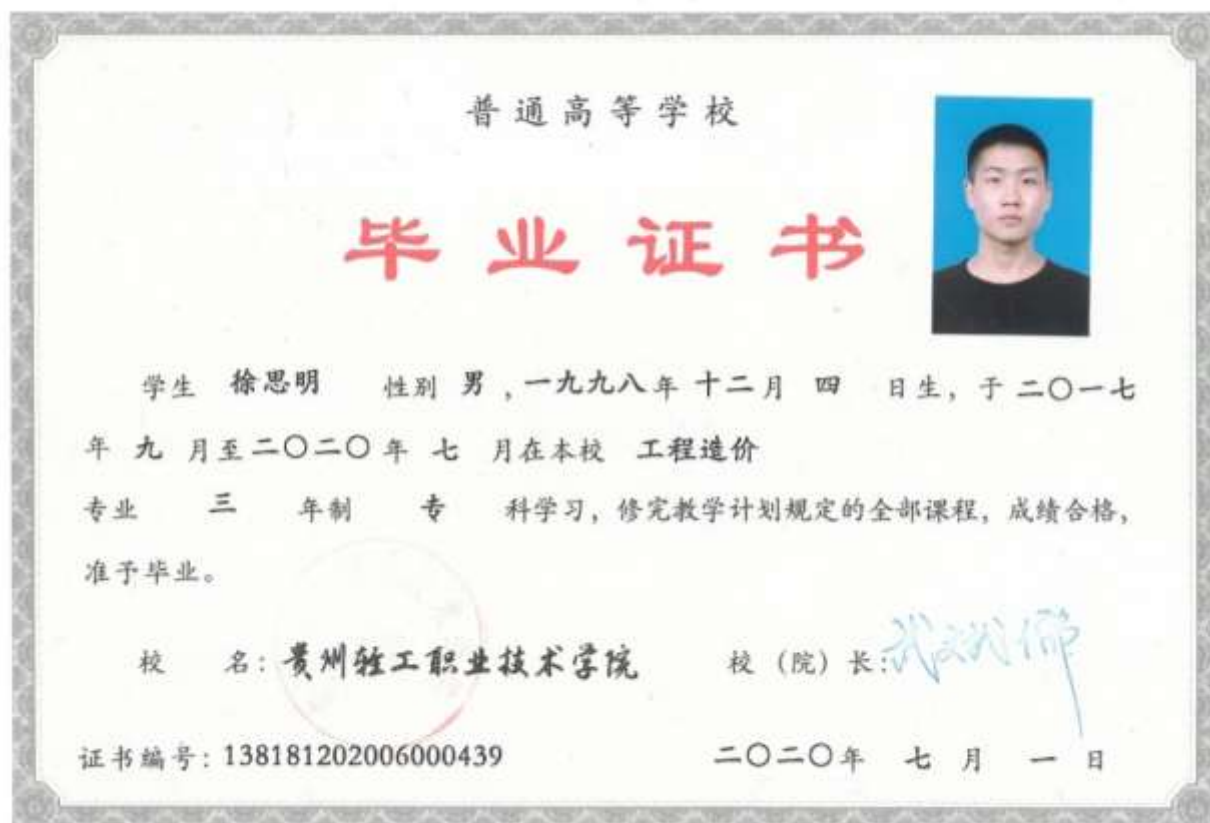 普通高等学校
毕业证书
学生 徐思明 性别 男 ,一九九八年 十二月 四 日生, 于 二〇一七
年 九 月至二〇二〇年 七 月在本校 工程造价
专业 三 年制 专 科学习, 修完教学计划规定的全部课程, 成绩合格,
准予毕业。
校 名: 贵州轻工职业技术学院 校 (院) 长:
证书编号: 138181202006000439 二〇二〇年 七 月 一 日